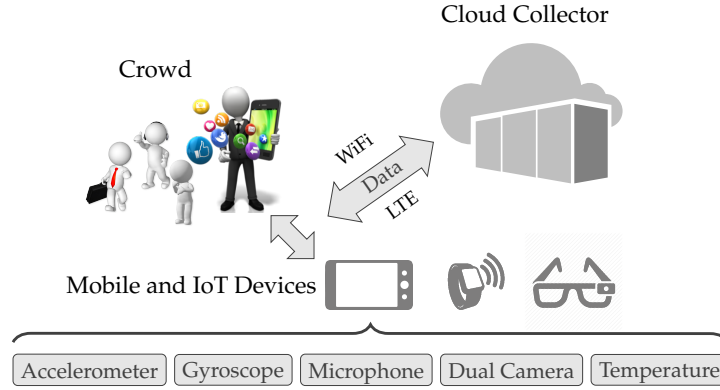 Cloud Collector
Crowd
WiFi
Data
LTE
Mobile and IoT Devices
Accelerometer
Gyroscope
Microphone
Dual Camera
Temperature